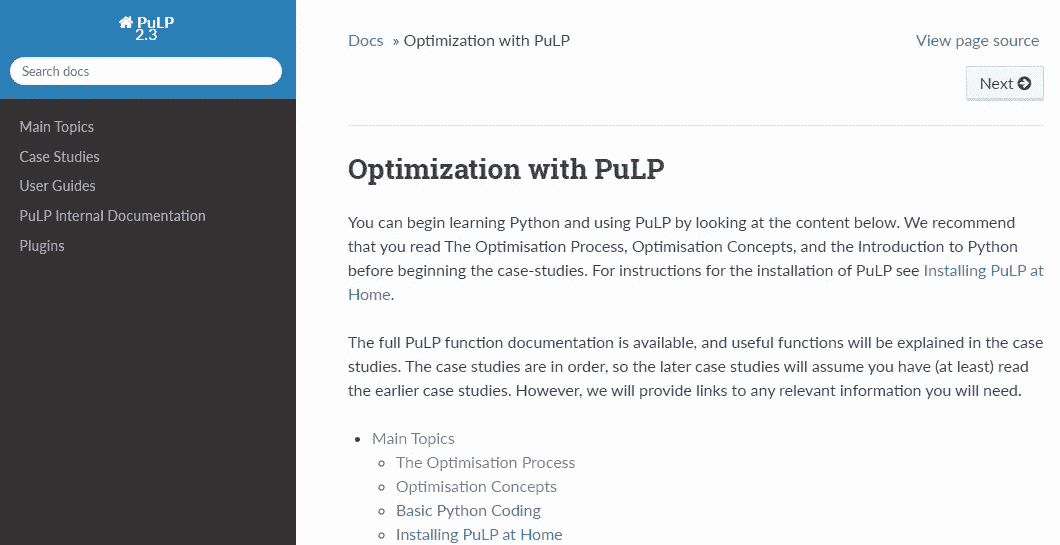 PuLP
2.3
Search docs
Main Topics
Case Studies
User Guides
PuLP Internal Documentation
Plugins
Docs » Optimization with PuLP
View page source
Next
Optimization with PuLP
You can begin learning Python and using PuLP by looking at the content below. We recommend
that you read The Optimisation Process, Optimisation Concepts, and the Introduction to Python
before beginning the case-studies. For instructions for the installation of PuLP see Installing PuLP at
Home.
The full PuLP function documentation is available, and useful functions will be explained in the case
studies. The case studies are in order, so the later case studies will assume you have (at least) read
the earlier case studies. However, we will provide links to any relevant information you will need.
Main Topics
The Optimisation Process
Optimisation Concepts
Basic Python Coding
Installing PuLP at Home